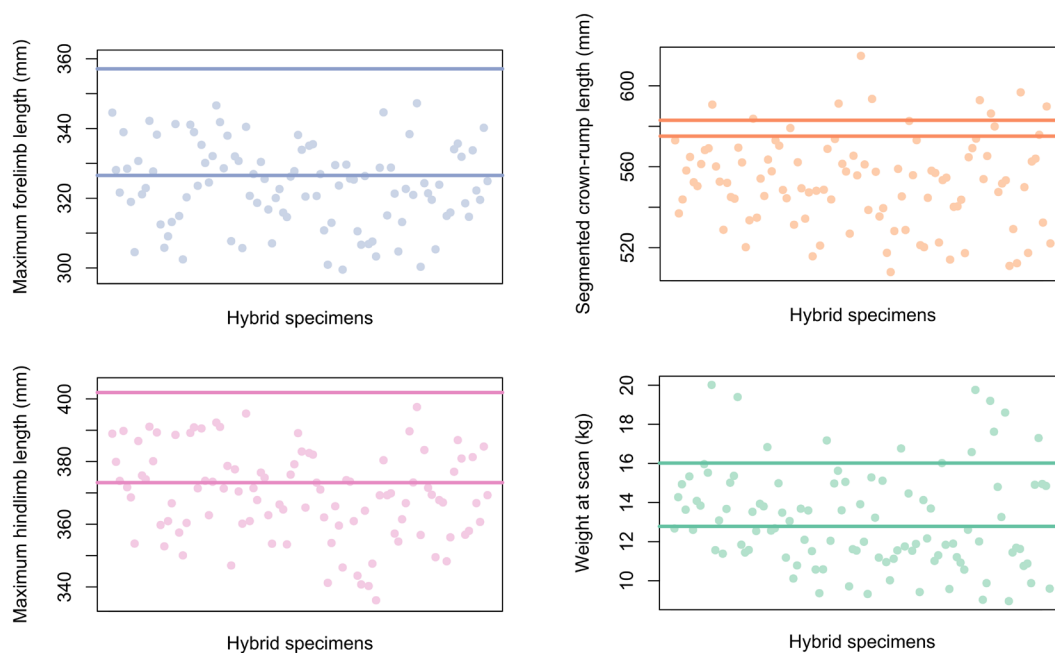 Maximum forelimb length (mm)
360
340
320
300
Hybrid specimens
Segmented crown-rump length (mm)
600
560
520
Hybrid specimens
Maximum hindlimb length (mm)
400
380
360
340
Hybrid specimens
Weight at scan (kg)
20
18
16
14
12
10
Hybrid specimens